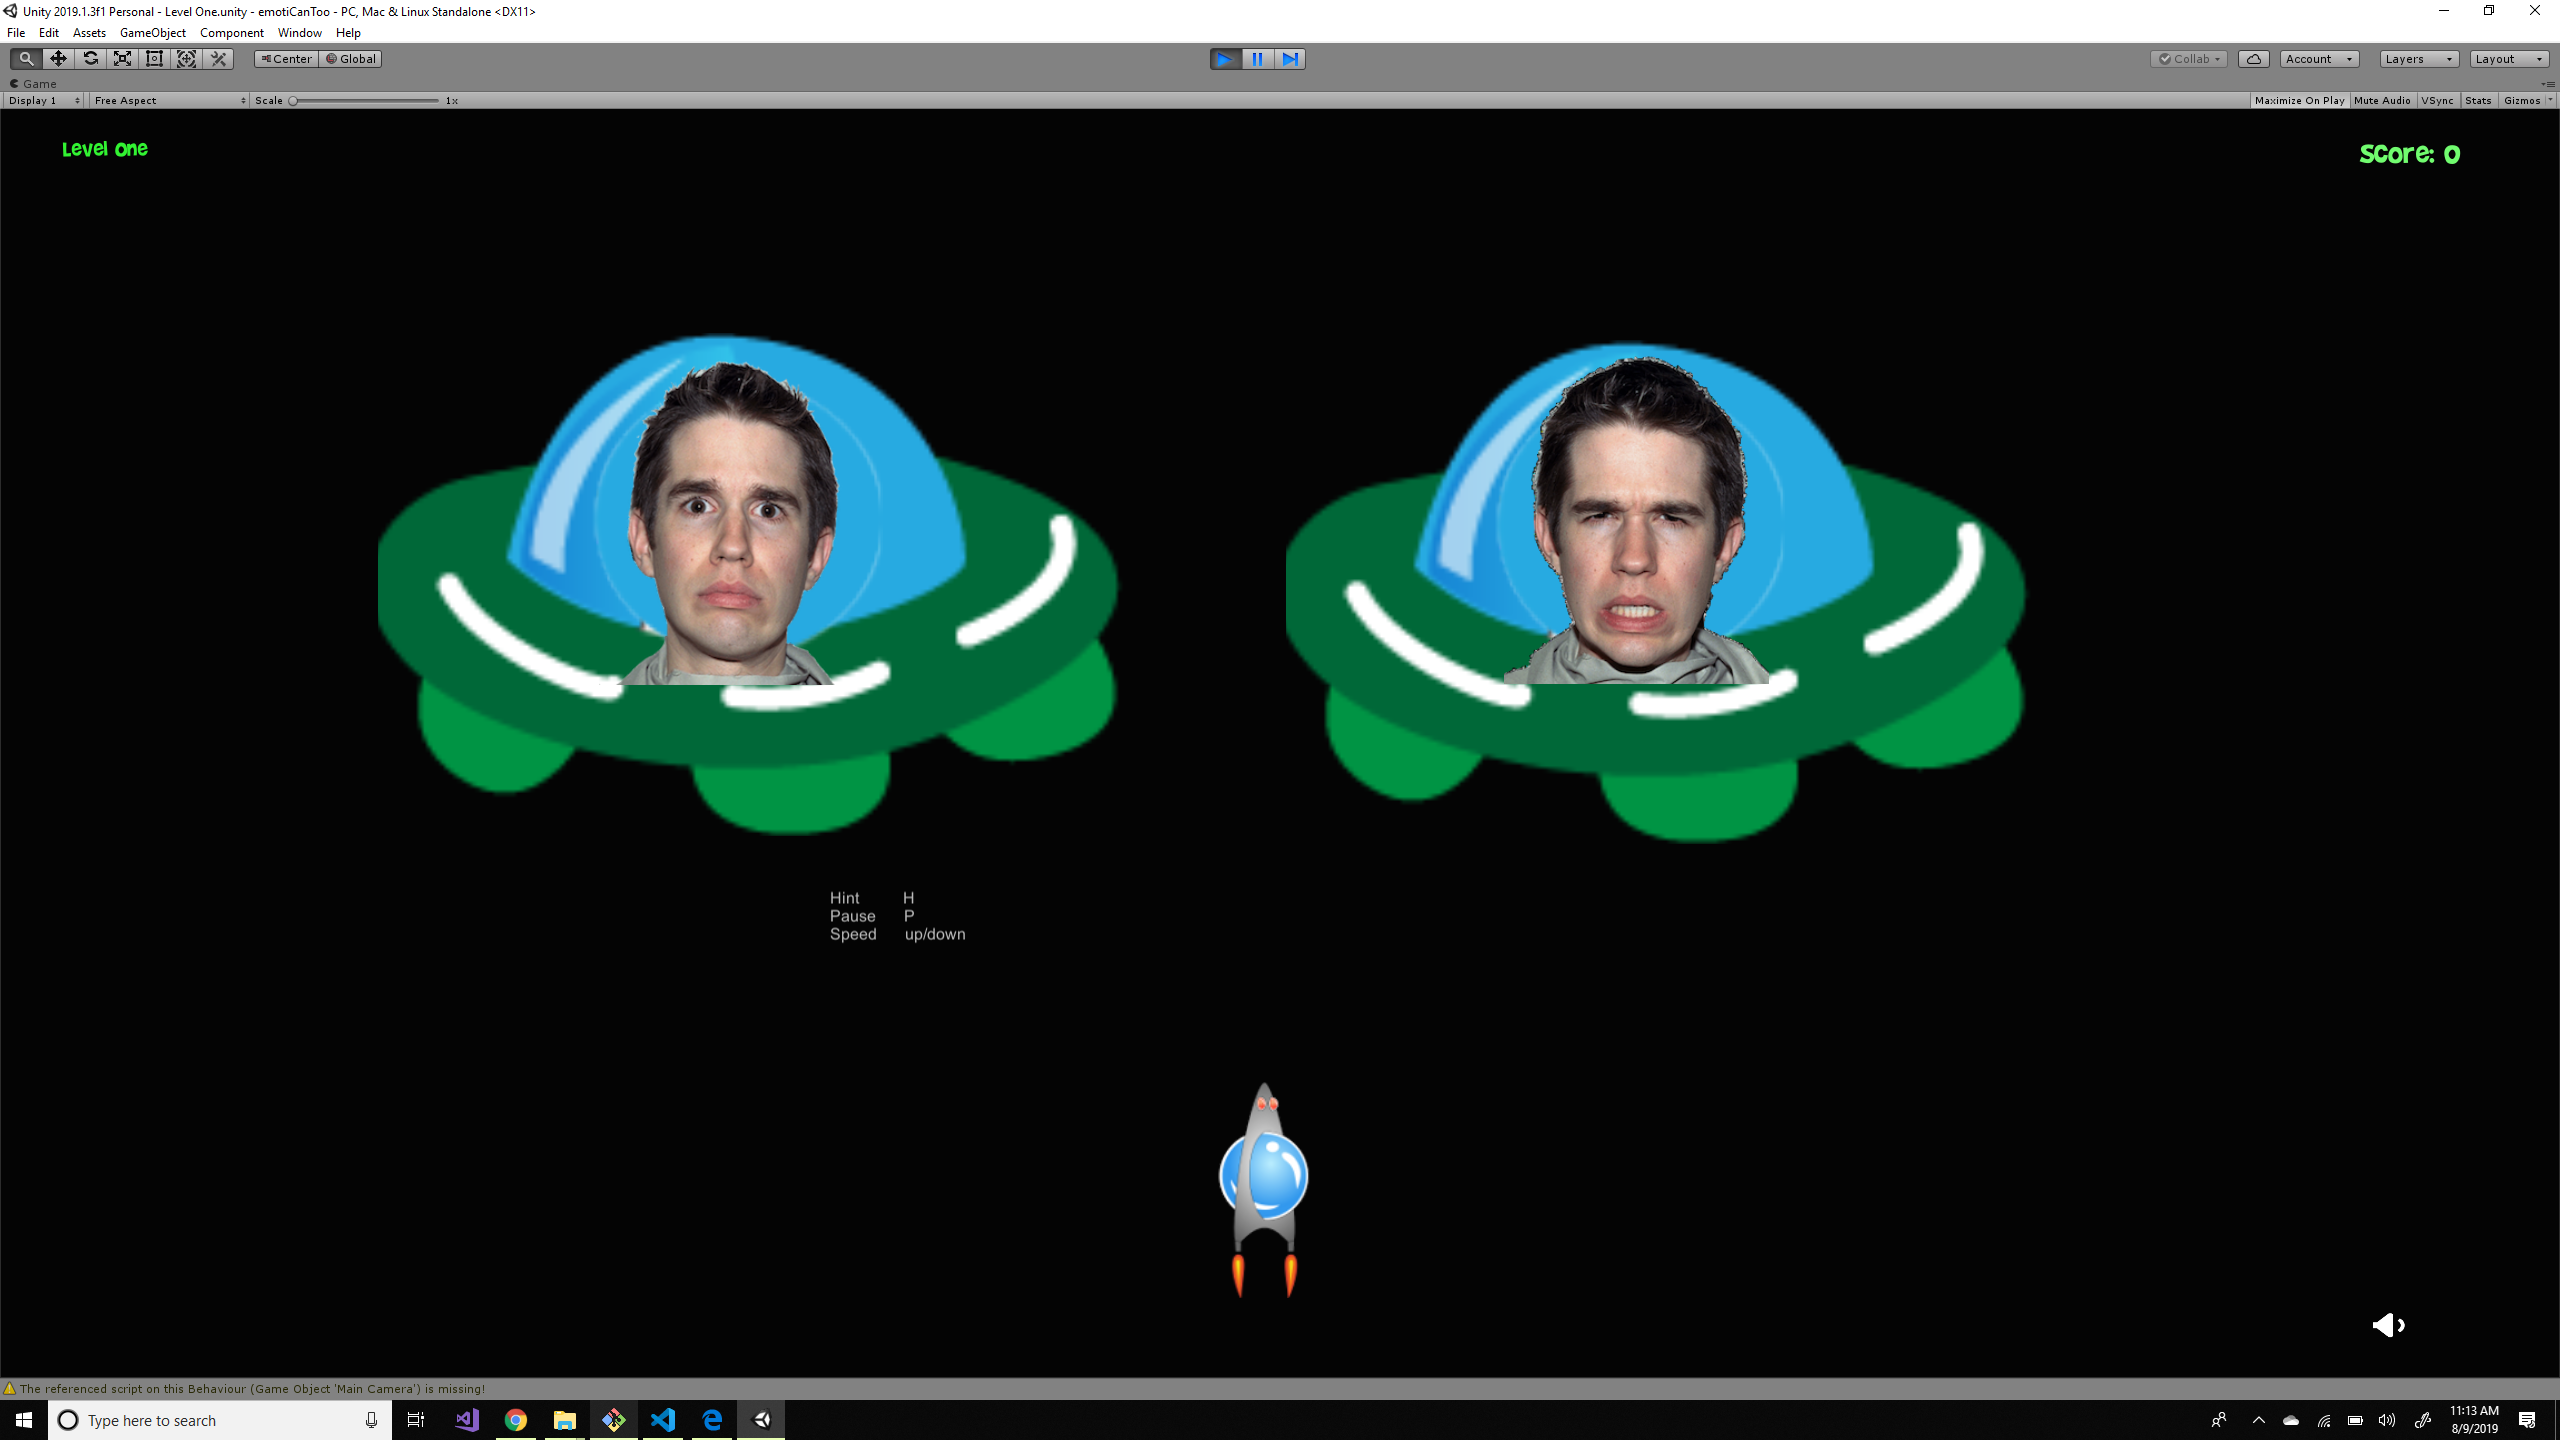 Unity 2019.1.3f1 Personal - Level One.unity - emotiCanToo - PC, Mac & Linux Standalone <DX11>
File Edit Assets GameObject Component Window Help
Center Global Collab Account Layers Layout
Game
Display 1 Free Aspect Scale 1x Maximize On Play Mute Audio VSync Stats Gizmos
Level One
Score: 0
Hint H
Pause P
Speed up/down
The referenced script on this Behaviour (Game Object 'Main Camera') is missing!
Type here to search
11:13 AM
8/9/2019